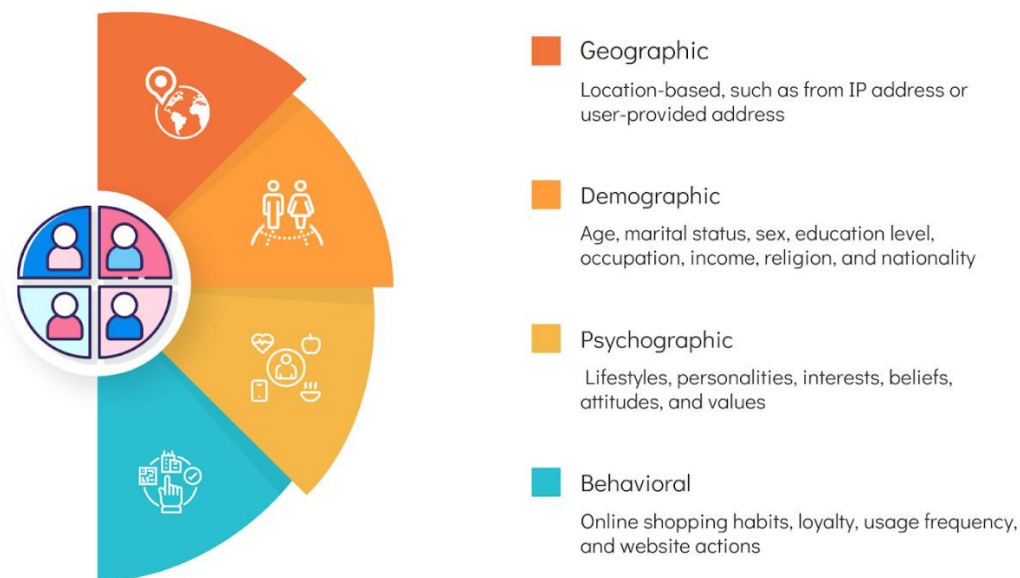 Geographic
Location-based, such as from IP address or
user-provided address
Demographic
Age, marital status, sex, education level,
occupation, income, religion, and nationality
Psychographic
Lifestyles, personalities, interests, beliefs,
attitudes, and values
Behavioral
Online shopping habits, loyalty, usage frequency,
and website actions